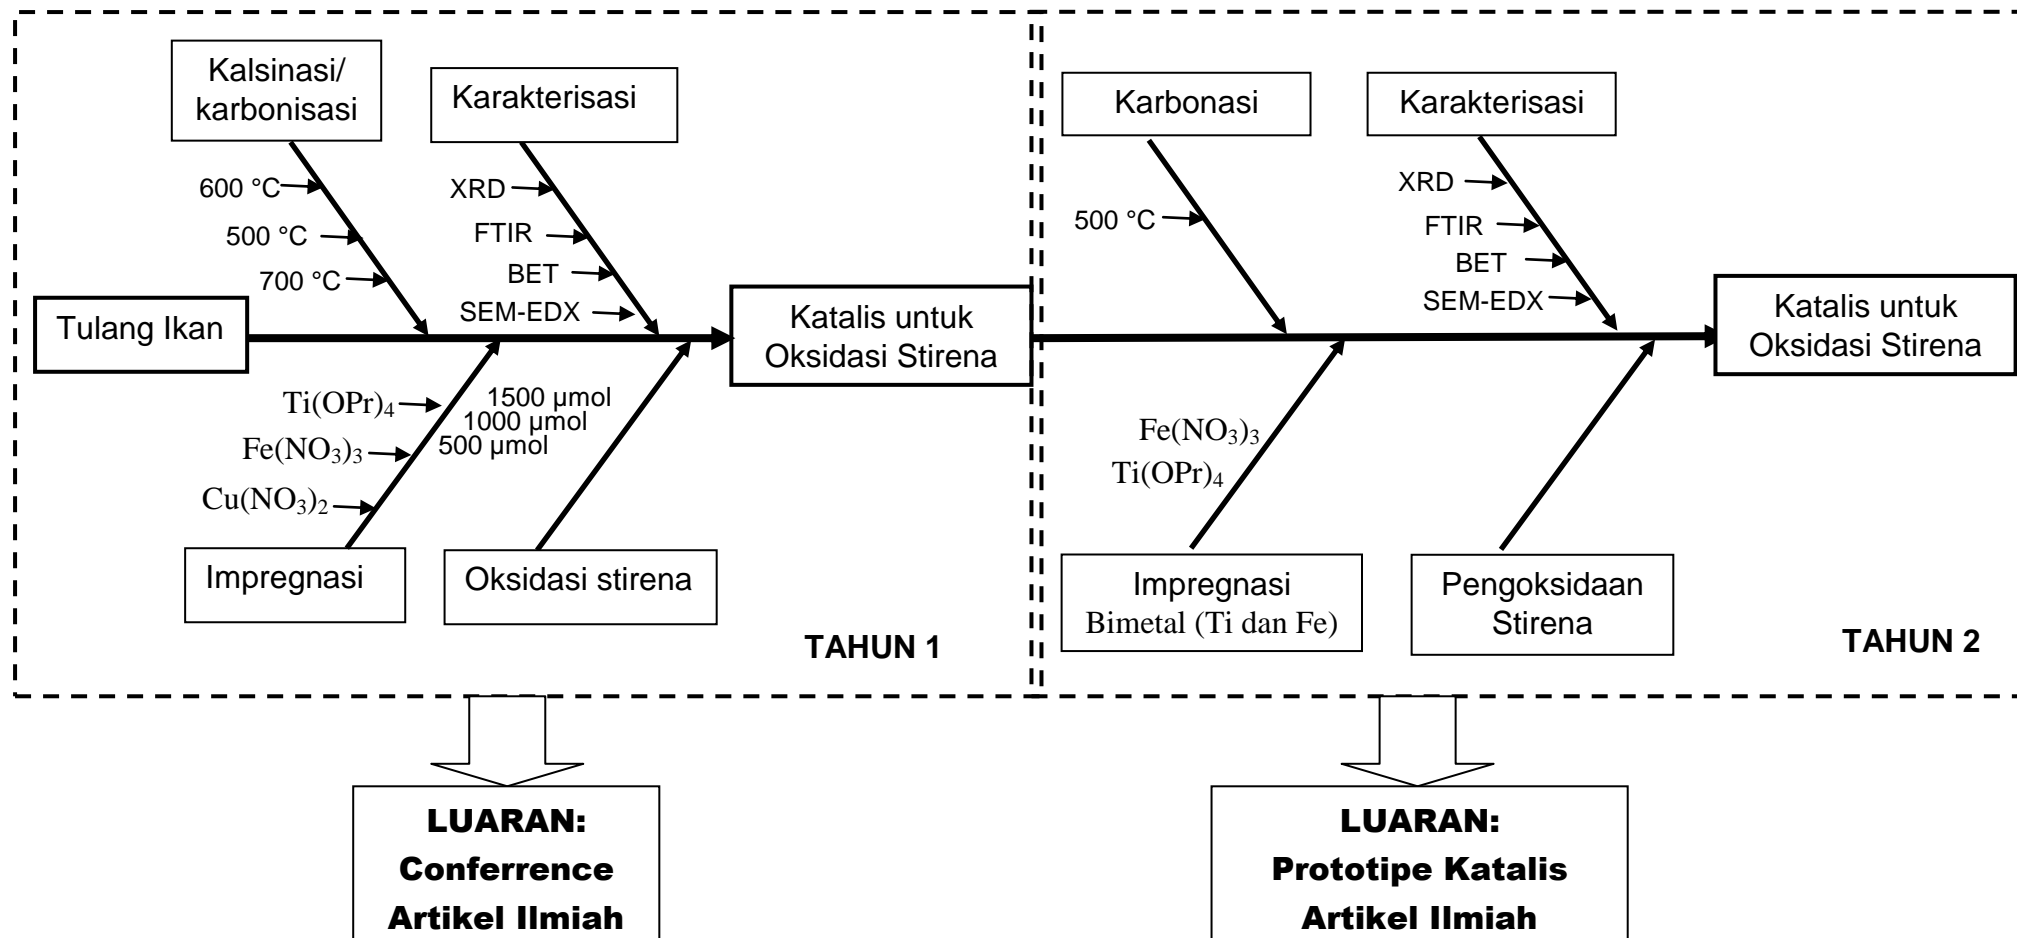 Kalsinasi/
karbonisasi
Karakterisasi
600 °C
500 °C
700 °C
XRD
FTIR
BET
SEM-EDX
Tulang Ikan
Katalis untuk
Oksidasi Stirena
Ti(OPr)₄
Fe(NO₃)₃
Cu(NO₃)₂
1500 µmol
1000 µmol
500 µmol
Impregnasi
Oksidasi stirena
TAHUN 1
Karbonasi
Karakterisasi
500 °C
XRD
FTIR
BET
SEM-EDX
Katalis untuk
Oksidasi Stirena
Fe(NO₃)₃
Ti(OPr)₄
Impregnasi
Bimetal (Ti dan Fe)
Pengoksidaan
Stirena
TAHUN 2
LUARAN:
Conferrence
Artikel Ilmiah
LUARAN:
Prototipe Katalis
Artikel Ilmiah